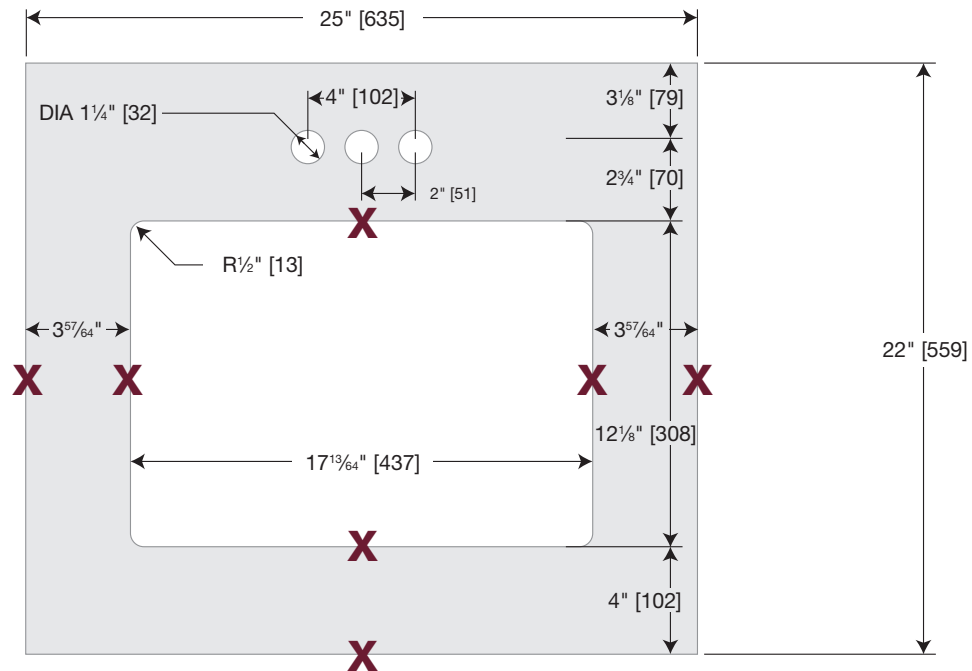 25" [635]
4" [102]
3⅛" [79]
DIA 1¼" [32]
2¾" [70]
2" [51]
X
R½" [13]
3⁵⁷⁄₆₄"
3⁵⁷⁄₆₄"
22" [559]
X X X X
12⅛" [308]
17¹³⁄₆₄" [437]
X
4" [102]
X